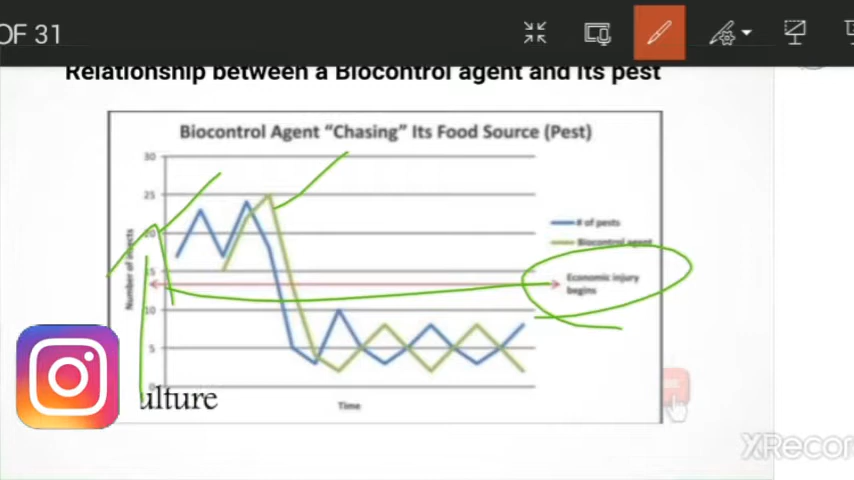 OF 31
Relationship between a Biocontrol agent and its pest
Biocontrol Agent “Chasing” Its Food Source (Pest)
30
25
20
15
10
5
0
Number of insects
# of pests
Biocontrol agent
Economic injury
begins
Time
ulture
XRecor